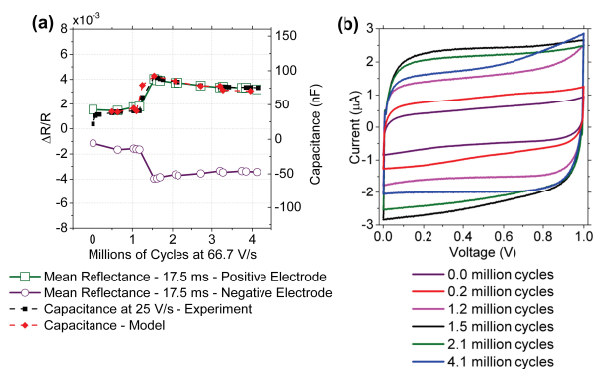 (a)
×10⁻³
8
6
4
2
0
-2
-4
-6
-8
ΔR/R
150
100
50
0
-50
-100
Capacitance (nF)
0 1 2 3 4
Millions of Cycles at 66.7 V/s
Mean Reflectance - 17.5 ms - Positive Electrode
Mean Reflectance - 17.5 ms - Negative Electrode
Capacitance at 25 V/s - Experiment
Capacitance - Model
(b)
3
2
1
0
-1
-2
-3
Current (μA)
0.0 0.2 0.4 0.6 0.8 1.0
Voltage (V)
0.0 million cycles
0.2 million cycles
1.2 million cycles
1.5 million cycles
2.1 million cycles
4.1 million cycles